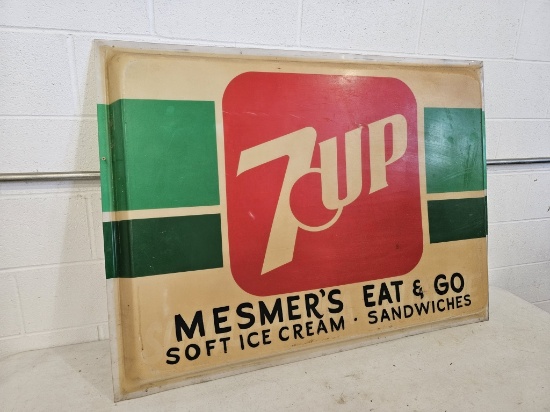 7UP
MESMER'S EAT & GO
SOFT ICE CREAM · SANDWICHES